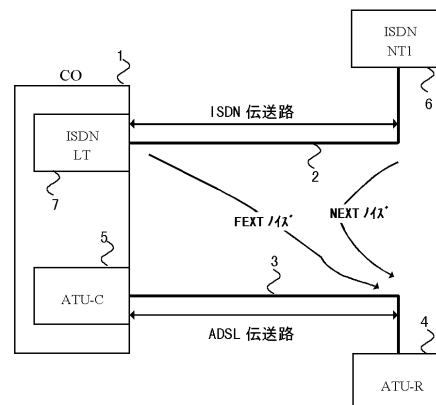 1
CO
ISDN
NT1
6
ISDN 伝送路
ISDN
LT
2
7
FEXT ノイズ
NEXT ノイズ
5
3
ATU-C
ADSL 伝送路
4
ATU-R